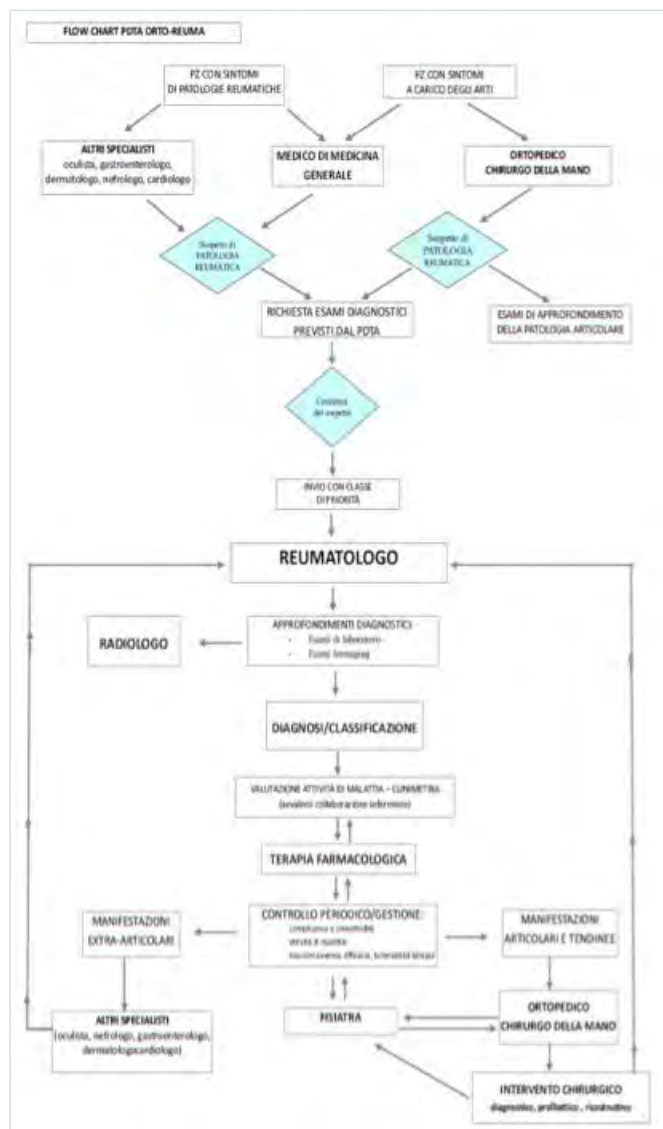 FLOW CHART PDTA ORTO-REUMA
PZ CON SINTOMI
DI PATOLOGIE REUMATICHE
PZ CON SINTOMI
A CARICO DEGLI ARTI
ALTRI SPECIALISTI
oculista, gastroenterologo,
dermatologo, nefrologo, cardiologo
MEDICO DI MEDICINA
GENERALE
ORTOPEDICO
CHIRURGO DELLA MANO
Sospetto di
PATOLOGIA
REUMATICA
Sospetto di
PATOLOGIA
REUMATICA
RICHIESTA ESAMI DIAGNOSTICI
PREVISTI DAL PDTA
ESAMI DI APPROFONDIMENTO
DELLA PATOLOGIA ARTICOLARE
Conferma
del sospetto
INVIO CON CLASSE
DI PRIORITÀ
REUMATOLOGO
RADIOLOGO
APPROFONDIMENTI DIAGNOSTICI
- Esami di laboratorio
- Esami Immaging
DIAGNOSI/CLASSIFICAZIONE
VALUTAZIONE ATTIVITÀ DI MALATTIA – CLINIMETRIA
collaborazione
TERAPIA FARMACOLOGICA
MANIFESTAZIONI
EXTRA-ARTICOLARI
CONTROLLO PERIODICO/GESTIONE:
MANIFESTAZIONI
ARTICOLARI E TENDINEE
ALTRI SPECIALISTI
(oculista, nefrologo, gastroenterologo,
dermatologocardiologo)
FISIATRA
ORTOPEDICO
CHIRURGO DELLA MANO
INTERVENTO CHIRURGICO
diagnostico, profilattico,